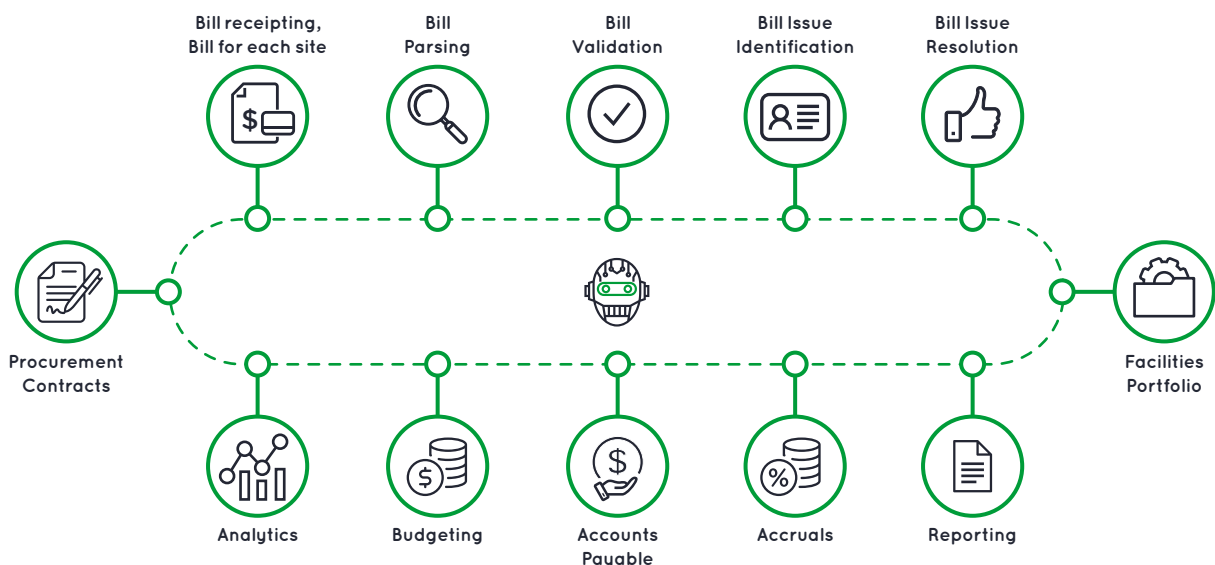 Bill receipting,
Bill for each site
Bill
Parsing
Bill
Validation
Bill Issue
Identification
Bill Issue
Resolution
$
Procurement
Contracts
Facilities
Portfolio
$
$
%
Analytics
Budgeting
Accounts
Payable
Accruals
Reporting